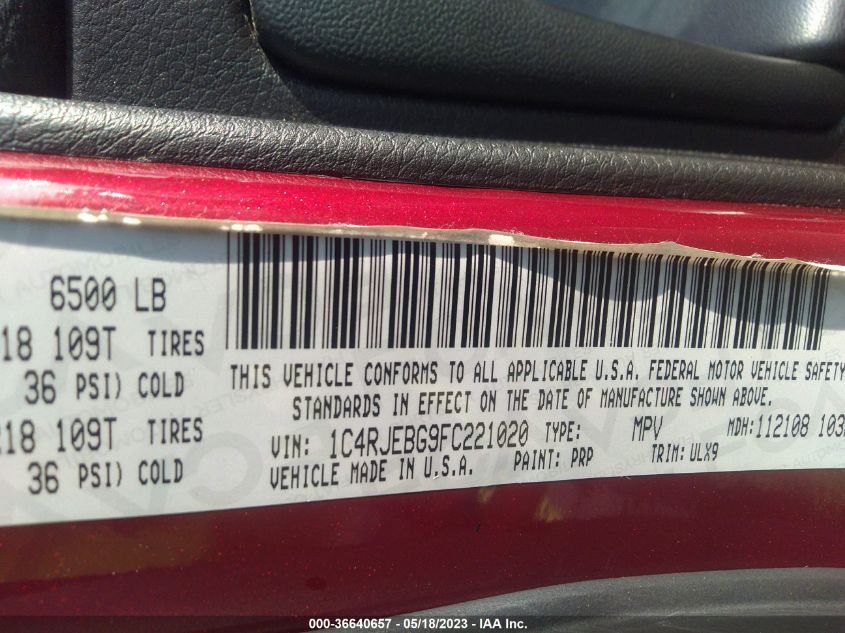 6500 LB
18 109T TIRES
36 PSI) COLD
R18 109T
36 PSI) COLD
THIS VEHICLE CONFORMS TO ALL APPLICABLE U.S.A. FEDERAL MOTOR VEHICLE SAFETY
STANDARDS IN EFFECT ON THE DATE OF MANUFACTURE SHOWN ABOVE.
VIN: 1C4RJEBG9FC221020 TYPE: MPV MDH: 112108 103
VEHICLE MADE IN U.S.A. PAINT: PRP TRIM: ULX9
000-36640657 — 05/18/2023 — IAA Inc.